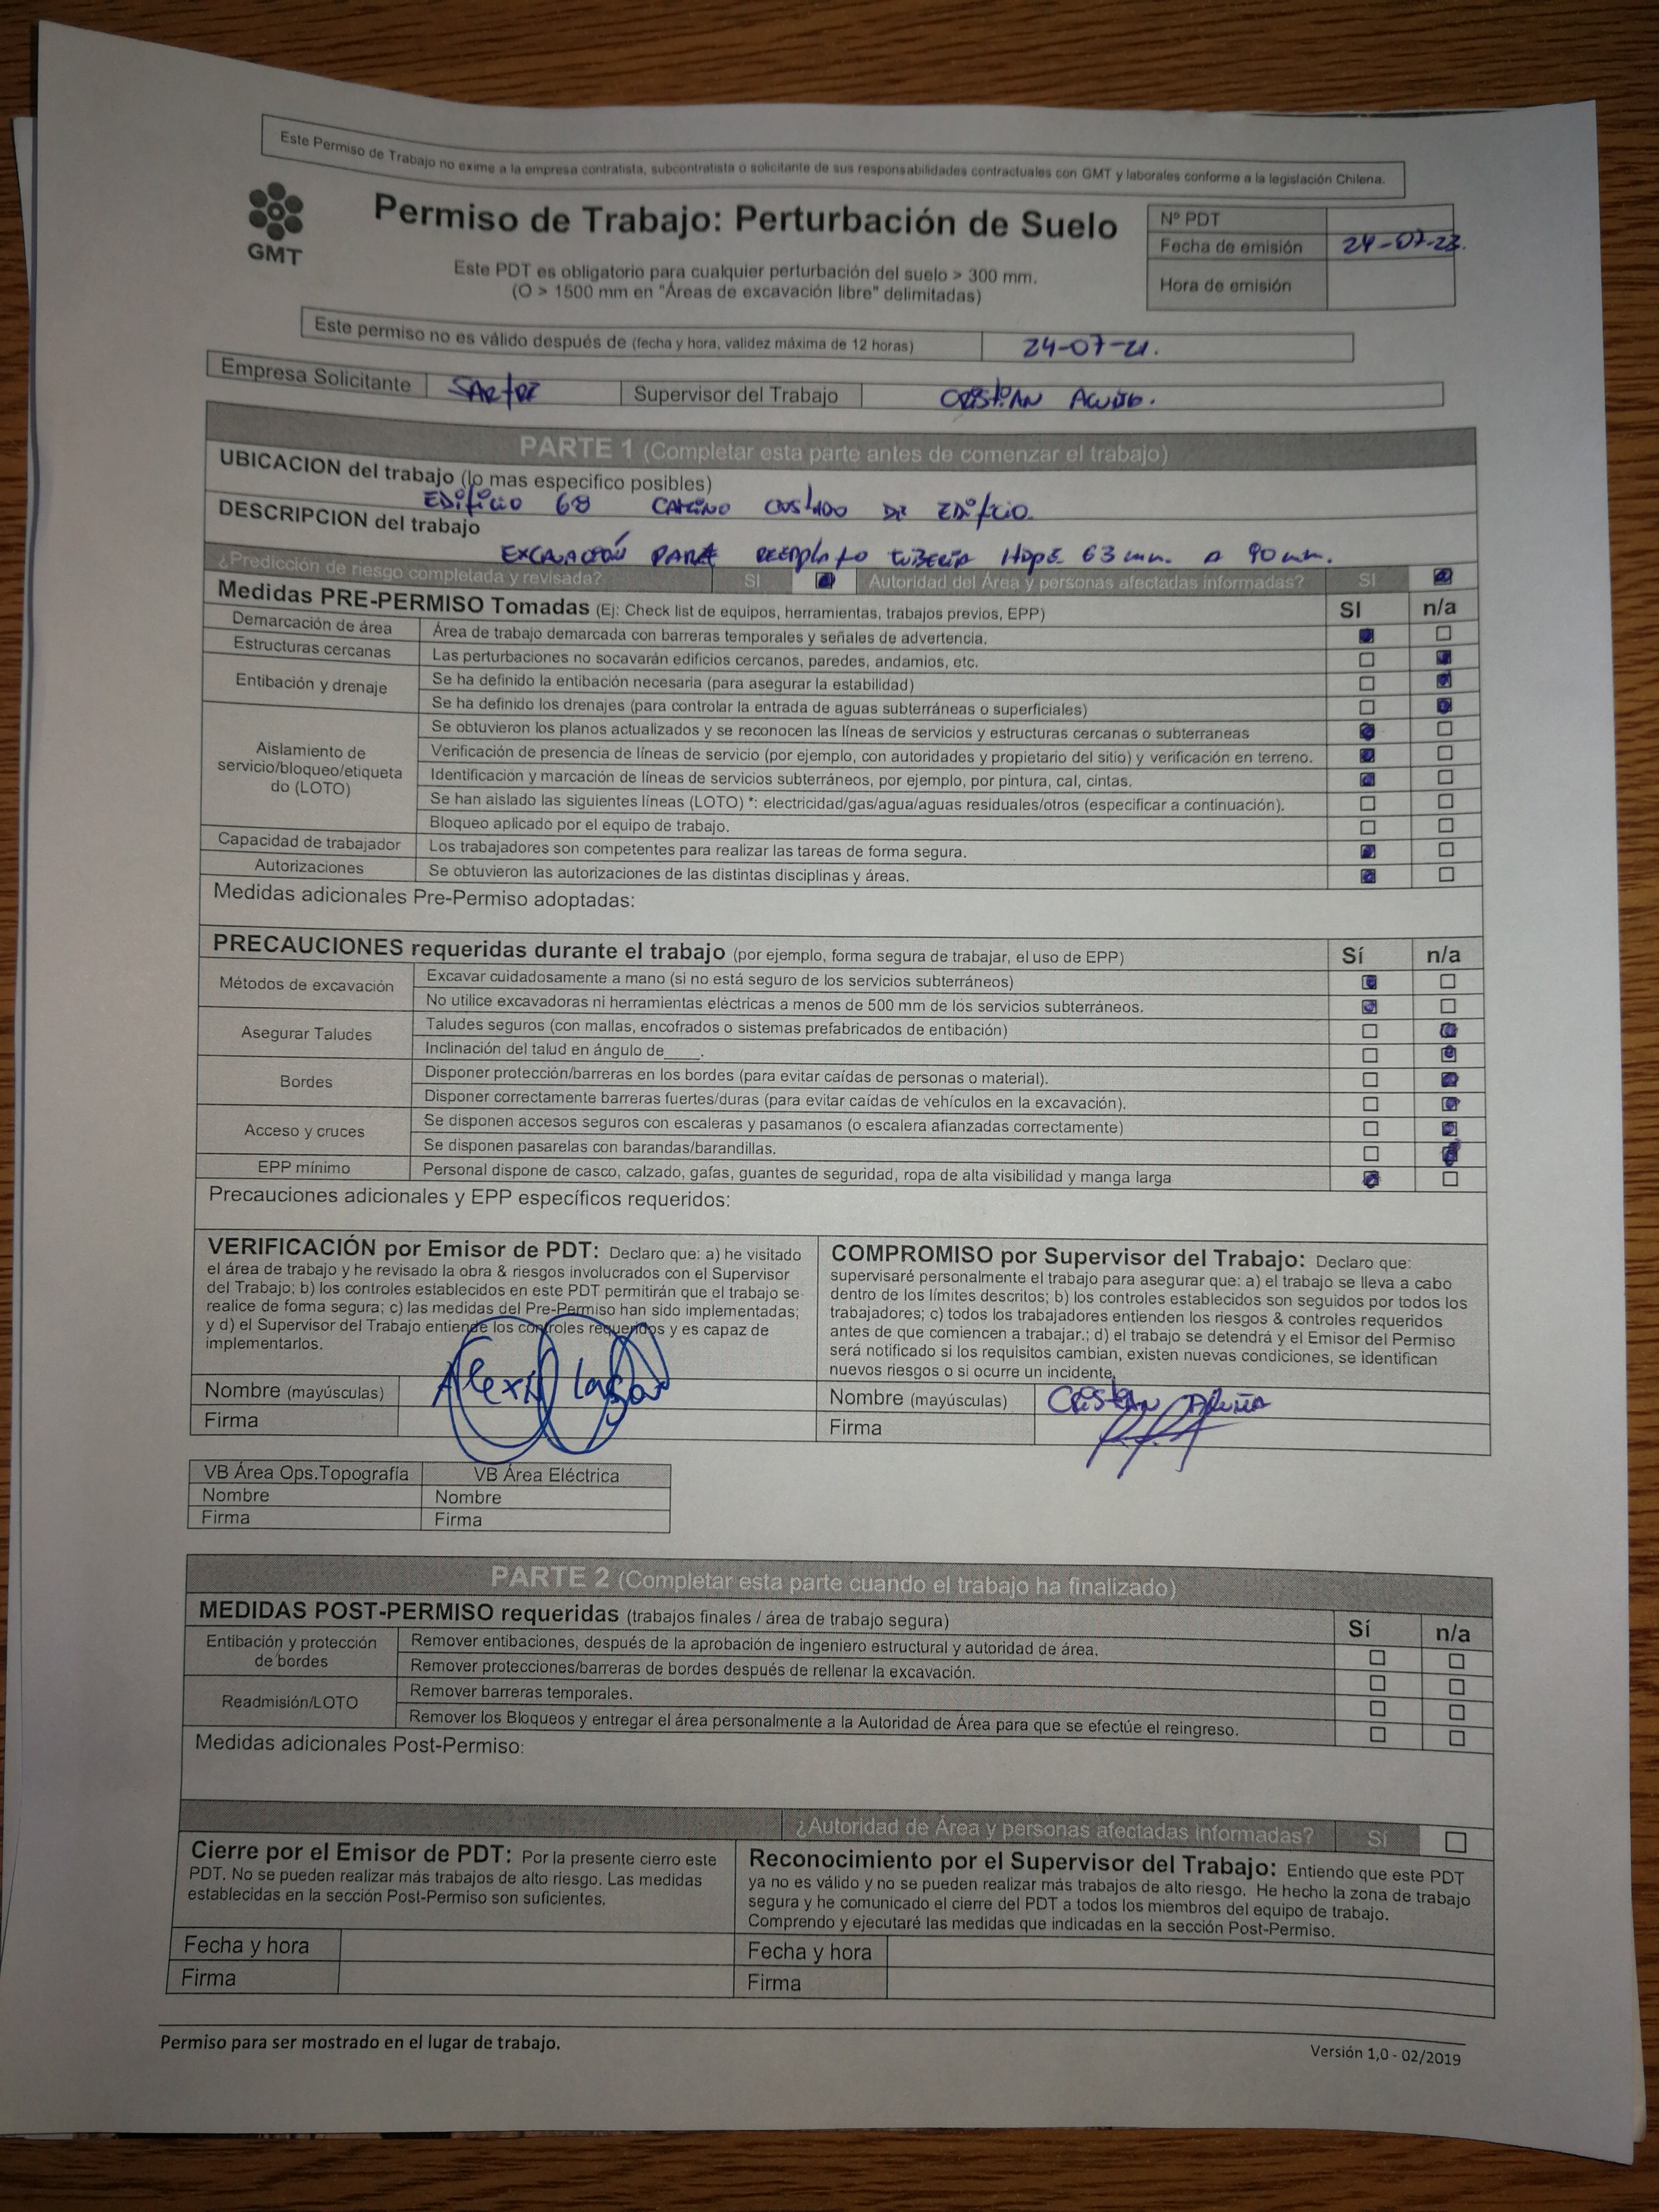 Este Permiso de Trabajo no exime a la empresa contratista, subcontratista o solicitante de sus responsabilidades contractuales con GMT y laborales conforme a la legislación Chilena.
GMT
Permiso de Trabajo: Perturbación de Suelo
Este PDT es obligatorio para cualquier perturbación del suelo > 300 mm.
(O > 1500 mm en "Áreas de excavación libre" delimitadas)
Nº PDT
Fecha de emisión 24-07-23.
Hora de emisión
Este permiso no es válido después de (fecha y hora, validez máxima de 12 horas) 24-07-21.
Empresa Solicitante Supervisor del Trabajo CRISTIAN
PARTE 1 (Completar esta parte antes de comenzar el trabajo)
UBICACION del trabajo (lo mas especifico posibles)
EDIFICIO 68 CAMINO COSTADO DE EDIFICIO.
DESCRIPCION del trabajo
EXCAVACIÓN PARA REEMPLAZO TUBERIA HDPE 63 mm. A 90 mm.
¿Predicción de riesgo completada y revisada? SI Autoridad del Área y personas afectadas informadas? SI
Medidas PRE-PERMISO Tomadas (Ej: Check list de equipos, herramientas, trabajos previos, EPP) SI n/a
Demarcación de área Área de trabajo demarcada con barreras temporales y señales de advertencia.
Estructuras cercanas Las perturbaciones no socavarán edificios cercanos, paredes, andamios, etc.
Entibación y drenaje Se ha definido la entibación necesaria (para asegurar la estabilidad)
Se ha definido los drenajes (para controlar la entrada de aguas subterráneas o superficiales)
Aislamiento de servicio/bloqueo/etiqueta do (LOTO) Se obtuvieron los planos actualizados y se reconocen las líneas de servicios y estructuras cercanas o subterraneas
Verificación de presencia de líneas de servicio (por ejemplo, con autoridades y propietario del sitio) y verificación en terreno.
Identificación y marcación de líneas de servicios subterráneos, por ejemplo, por pintura, cal, cintas.
Se han aislado las siguientes líneas (LOTO) *: electricidad/gas/agua/aguas residuales/otros (especificar a continuación).
Bloqueo aplicado por el equipo de trabajo.
Capacidad de trabajador Los trabajadores son competentes para realizar las tareas de forma segura.
Autorizaciones Se obtuvieron las autorizaciones de las distintas disciplinas y áreas.
Medidas adicionales Pre-Permiso adoptadas:
PRECAUCIONES requeridas durante el trabajo (por ejemplo, forma segura de trabajar, el uso de EPP) Sí n/a
Métodos de excavación Excavar cuidadosamente a mano (si no está seguro de los servicios subterráneos)
No utilice excavadoras ni herramientas eléctricas a menos de 500 mm de los servicios subterráneos.
Asegurar Taludes Taludes seguros (con mallas, encofrados o sistemas prefabricados de entibación)
Inclinación del talud en ángulo de____.
Bordes Disponer protección/barreras en los bordes (para evitar caídas de personas o material).
Disponer correctamente barreras fuertes/duras (para evitar caídas de vehículos en la excavación).
Acceso y cruces Se disponen accesos seguros con escaleras y pasamanos (o escalera afianzadas correctamente)
Se disponen pasarelas con barandas/barandillas.
EPP mínimo Personal dispone de casco, calzado, gafas, guantes de seguridad, ropa de alta visibilidad y manga larga
Precauciones adicionales y EPP específicos requeridos:
VERIFICACIÓN por Emisor de PDT: Declaro que: a) he visitado
el área de trabajo y he revisado la obra & riesgos involucrados con el Supervisor
del Trabajo; b) los controles establecidos en este PDT permitirán que el trabajo se
realice de forma segura; c) las medidas del Pre-Permiso han sido implementadas;
y d) el Supervisor del Trabajo entiende los controles requeridos y es capaz de
implementarlos.
Nombre (mayúsculas)
Firma
COMPROMISO por Supervisor del Trabajo: Declaro que:
supervisaré personalmente el trabajo para asegurar que: a) el trabajo se lleva a cabo
dentro de los límites descritos; b) los controles establecidos son seguidos por todos los
trabajadores; c) todos los trabajadores entienden los riesgos & controles requeridos
antes de que comiencen a trabajar.; d) el trabajo se detendrá y el Emisor del Permiso
será notificado si los requisitos cambian, existen nuevas condiciones, se identifican
nuevos riesgos o si ocurre un incidente.
Nombre (mayúsculas) CRISTIAN ACUÑA
Firma
VB Área Ops.Topografía VB Área Eléctrica
Nombre Nombre
Firma Firma
PARTE 2 (Completar esta parte cuando el trabajo ha finalizado)
MEDIDAS POST-PERMISO requeridas (trabajos finales / área de trabajo segura) Sí n/a
Entibación y protección de bordes Remover entibaciones, después de la aprobación de ingeniero estructural y autoridad de área.
Remover protecciones/barreras de bordes después de rellenar la excavación.
Readmisión/LOTO Remover barreras temporales.
Remover los Bloqueos y entregar el área personalmente a la Autoridad de Área para que se efectúe el reingreso.
Medidas adicionales Post-Permiso:
¿Autoridad de Área y personas afectadas informadas? Sí
Cierre por el Emisor de PDT: Por la presente cierro este
PDT. No se pueden realizar más trabajos de alto riesgo. Las medidas
establecidas en la sección Post-Permiso son suficientes.
Fecha y hora
Firma
Reconocimiento por el Supervisor del Trabajo: Entiendo que este PDT
ya no es válido y no se pueden realizar más trabajos de alto riesgo. He hecho la zona de trabajo
segura y he comunicado el cierre del PDT a todos los miembros del equipo de trabajo.
Comprendo y ejecutaré las medidas que indicadas en la sección Post-Permiso.
Fecha y hora
Firma
Permiso para ser mostrado en el lugar de trabajo.
Versión 1,0 - 02/2019